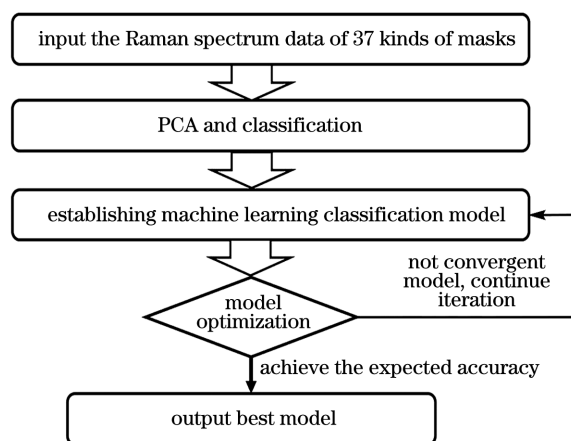 input the Raman spectrum data of 37 kinds of masks
PCA and classification
establishing machine learning classification model
not convergent
model, continue
iteration
model
optimization
achieve the expected accuracy
output best model